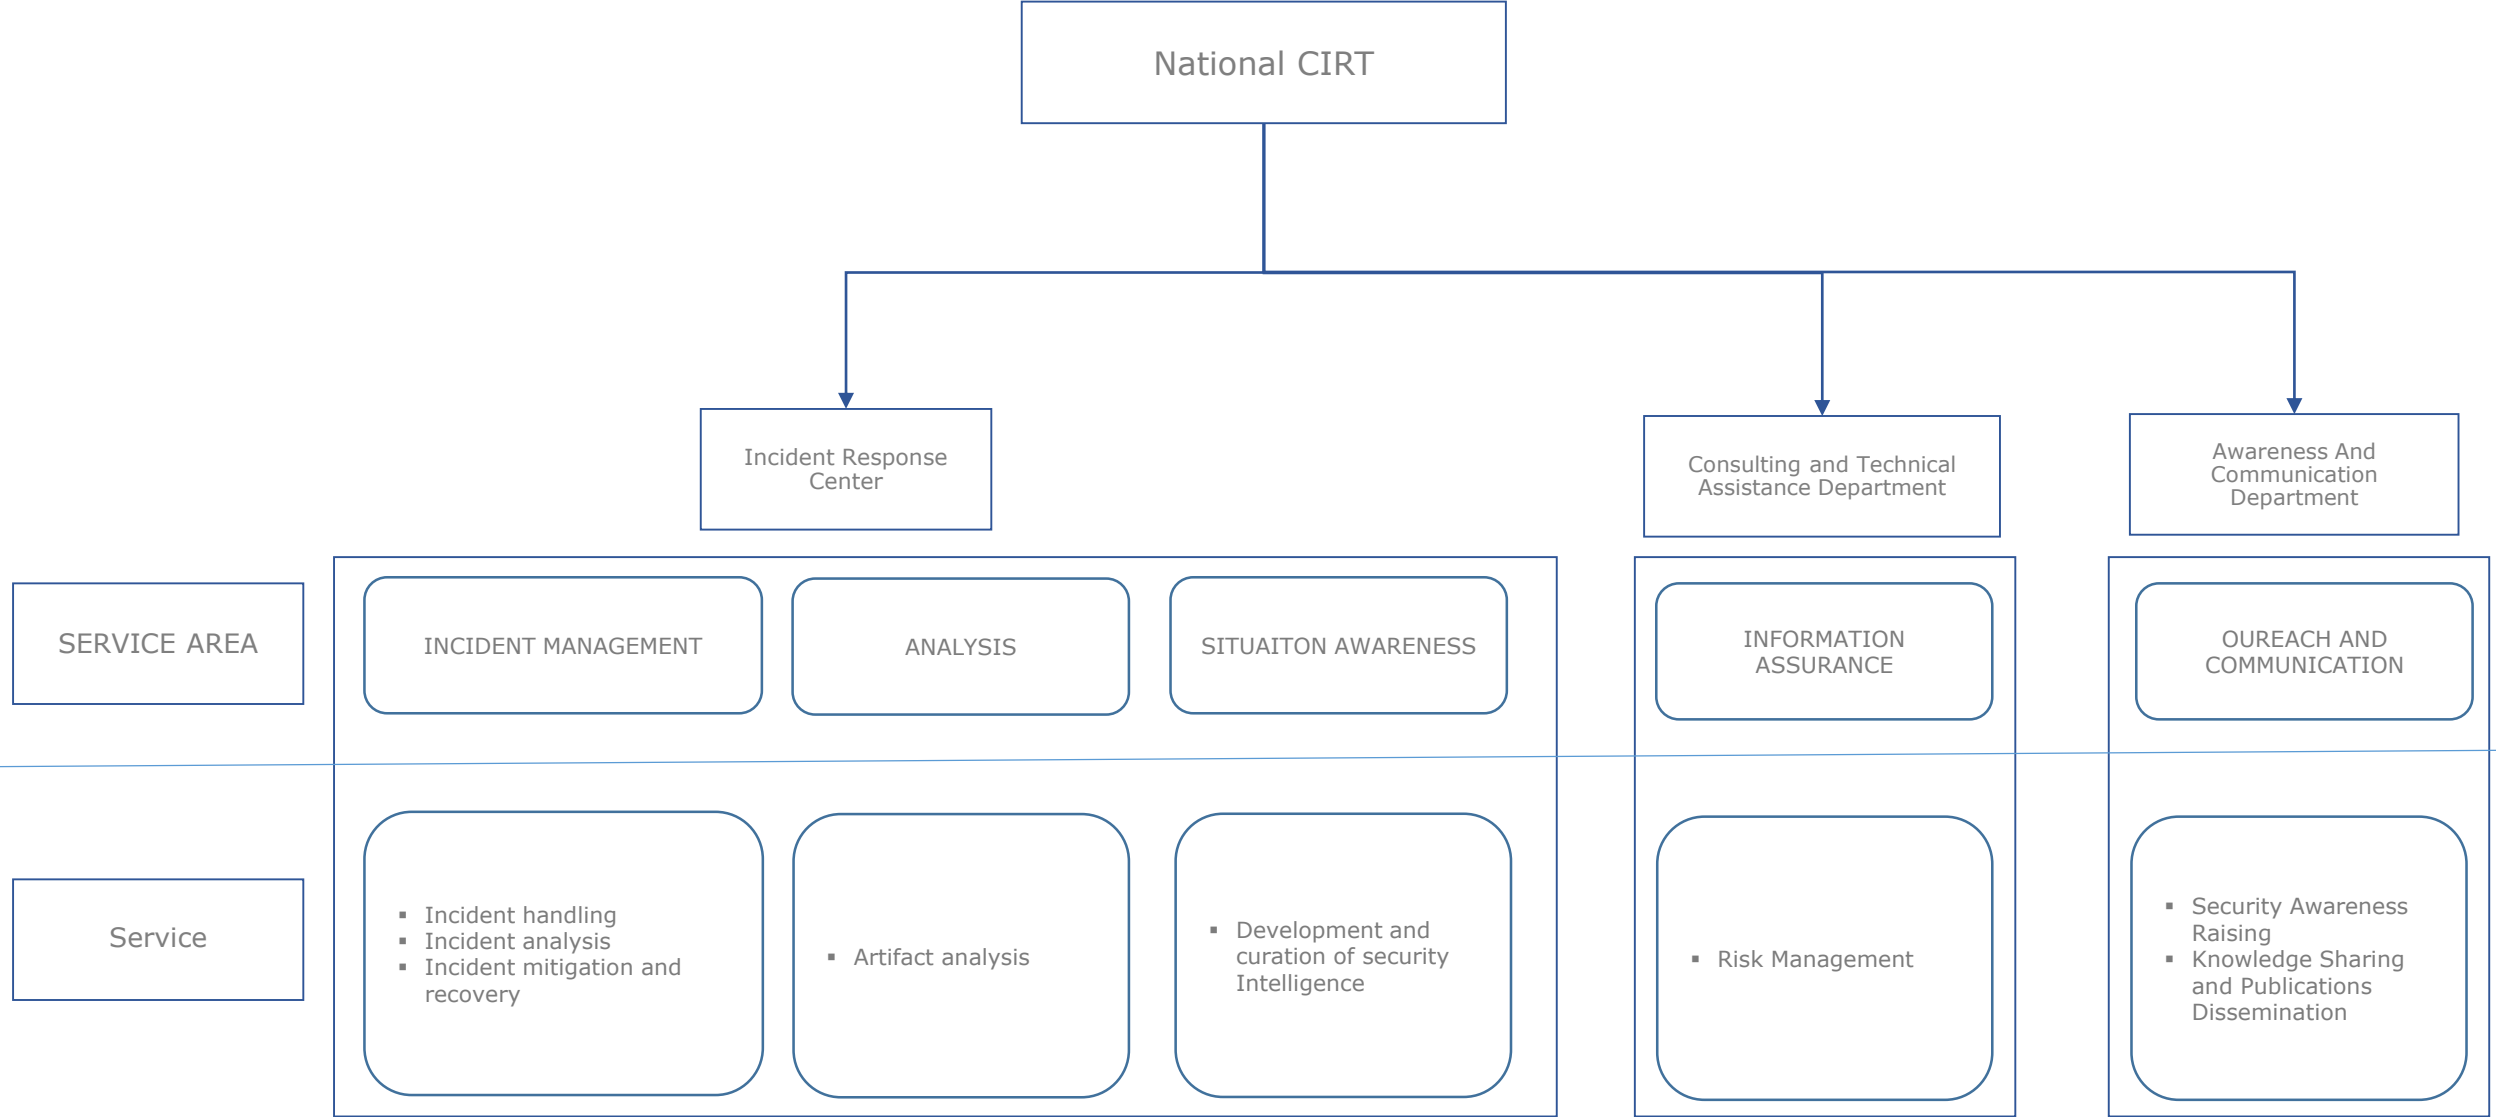 National CIRT
Incident Response
Center
Consulting and Technical
Assistance Department
Awareness And
Communication
Department
SERVICE AREA
INCIDENT MANAGEMENT
ANALYSIS
SITUAITON AWARENESS
INFORMATION
ASSURANCE
OUREACH AND
COMMUNICATION
Service
▪ Incident handling
▪ Incident analysis
▪ Incident mitigation and
recovery
▪ Artifact analysis
▪ Development and
curation of security
Intelligence
▪ Risk Management
▪ Security Awareness
Raising
▪ Knowledge Sharing
and Publications
Dissemination